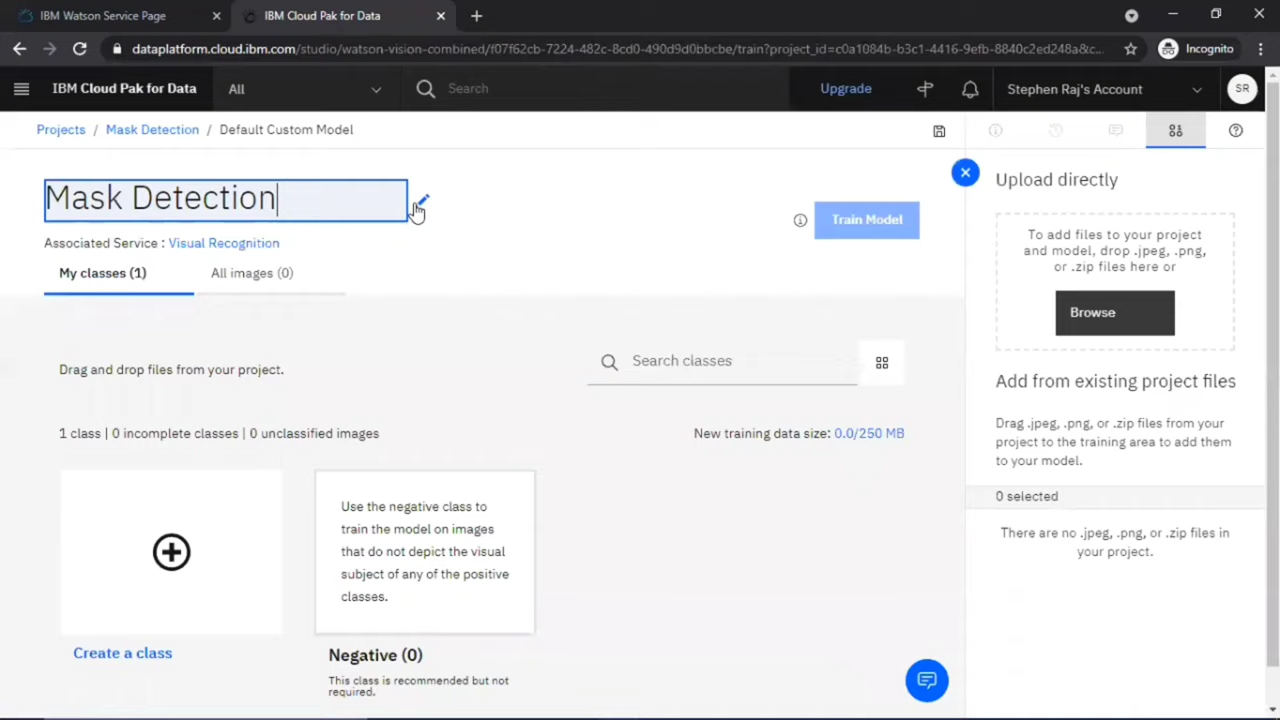 IBM Watson Service Page
IBM Cloud Pak for Data
dataplatform.cloud.ibm.com/studio/watson-vision-combined/f07f62cb-7224-482c-8cd0-490d9d0bbcbe/train?project_id=c0a1084b-b3c1-4416-9efb-8840c2ed248a&c...
Incognito
IBM Cloud Pak for Data
All
Search
Upgrade
Stephen Raj's Account
SR
Projects / Mask Detection / Default Custom Model
Mask Detection
Associated Service : Visual Recognition
Train Model
My classes (1)
All images (0)
Drag and drop files from your project.
Search classes
1 class | 0 incomplete classes | 0 unclassified images
New training data size: 0.0/250 MB
Create a class
Use the negative class to
train the model on images
that do not depict the visual
subject of any of the positive
classes.
Negative (0)
This class is recommended but not
required.
Upload directly
To add files to your project
and model, drop .jpeg, .png,
or .zip files here or
Browse
Add from existing project files
Drag .jpeg, .png, or .zip files from your
project to the training area to add them
to your model.
0 selected
There are no .jpeg, .png, or .zip files in
your project.